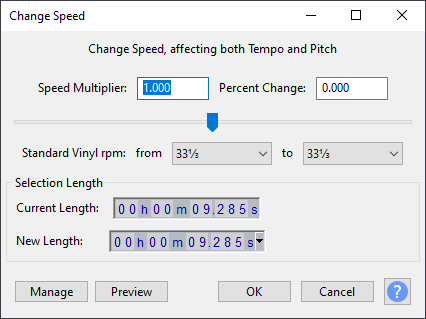 Change Speed
Change Speed, affecting both Tempo and Pitch
Speed Multiplier: 1.000 Percent Change: 0.000
Standard Vinyl rpm: from 33⅓ to 33⅓
Selection Length
Current Length: 00h00m09.285s
New Length: 00h00m09.285s
Manage Preview OK Cancel ?